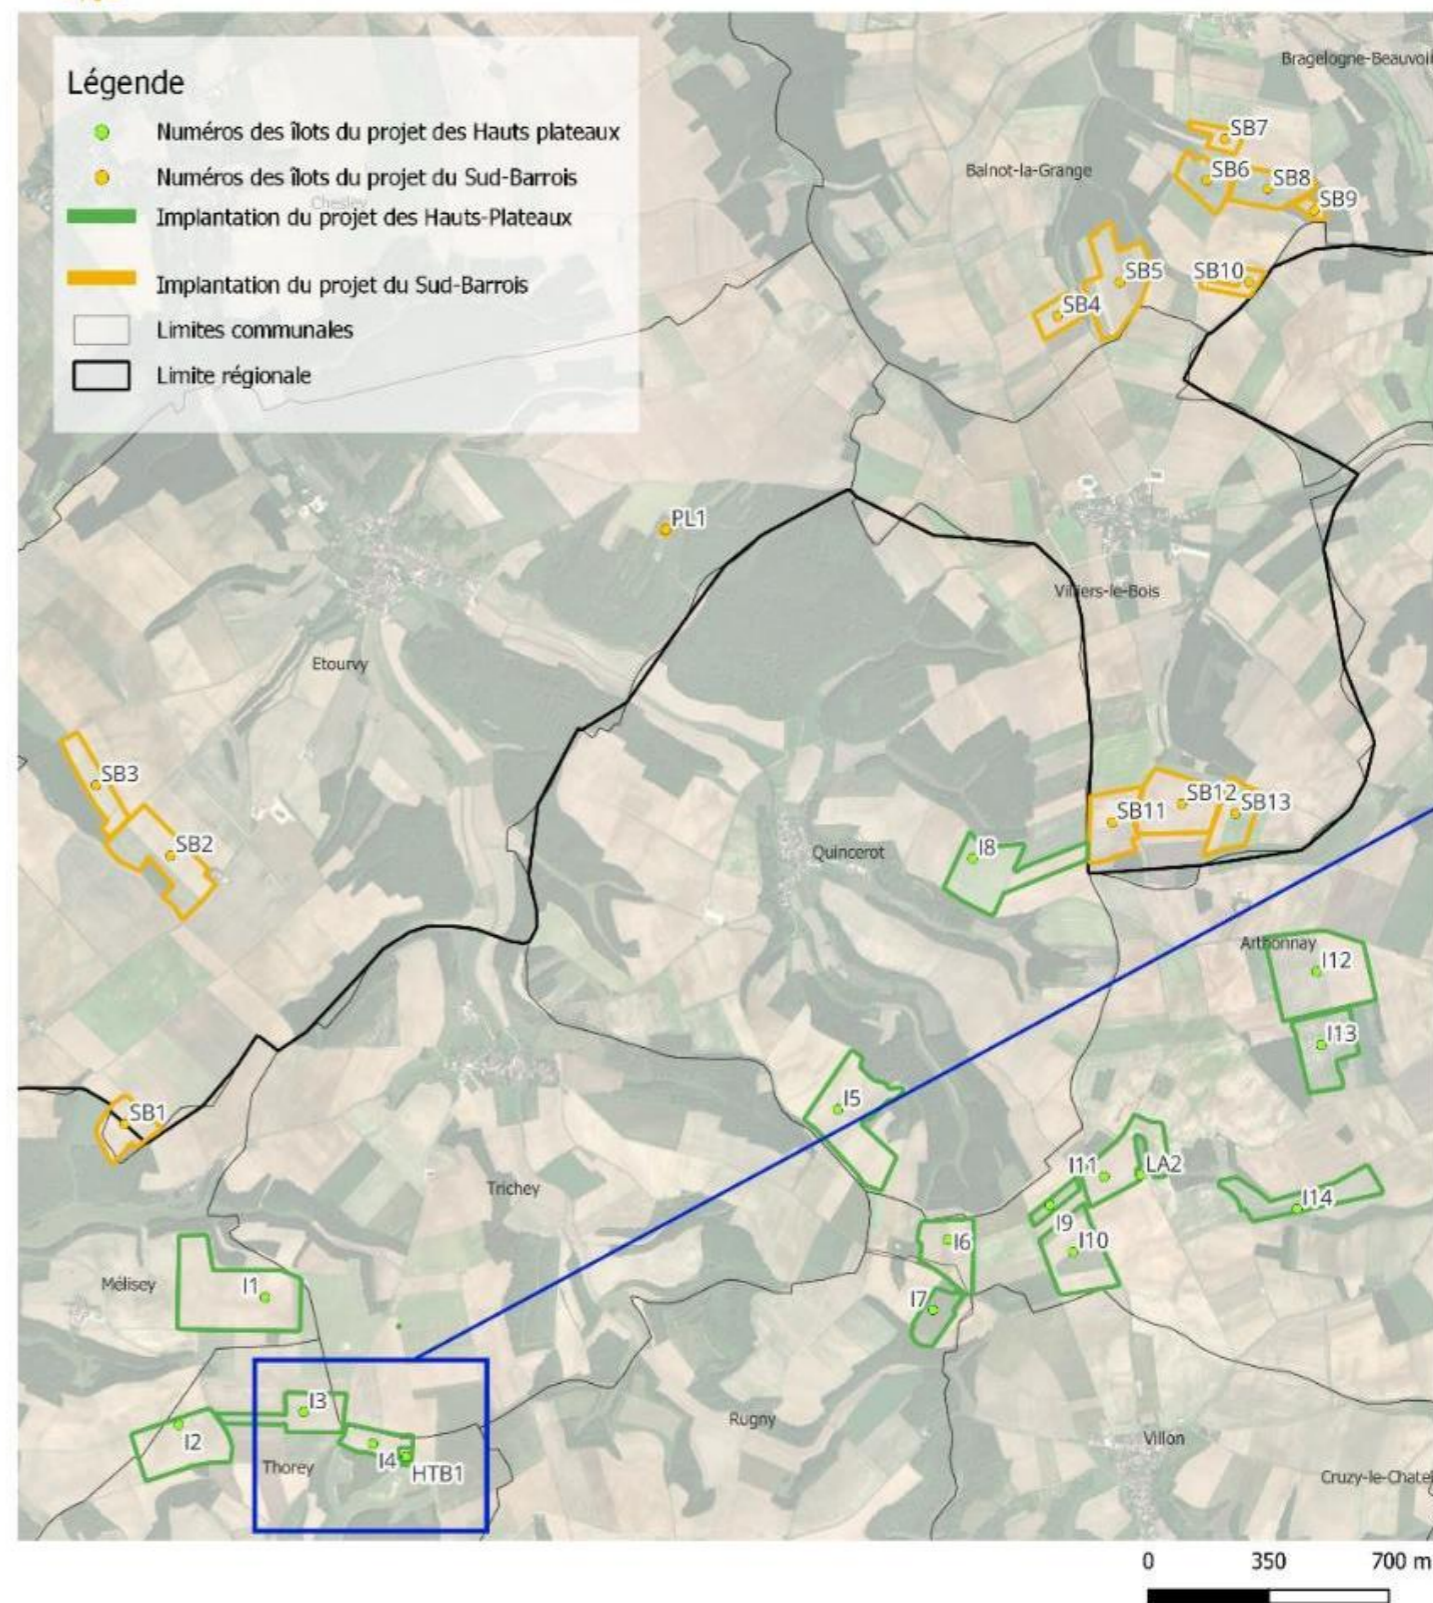 Légende
Numéros des îlots du projet des Hauts plateaux
Numéros des îlots du projet du Sud-Barrois
Chesley
Implantation du projet des Hauts-Plateaux
Implantation du projet du Sud-Barrois
Limites communales
Limite régionale
Bragelogne-Beauvoi
SB7
Balnot-la-Grange
SB6
SB8
SB9
SB5
SB10
SB4
PL1
Villiers-le-Bois
Etourvy
SB3
SB12
SB13
SB11
SB2
I8
Quincerot
Arthonnay
I12
I13
I5
SB1
I11
LA2
Trichey
I14
I9
I10
I6
Mélisey
I1
I7
I3
I2
I4
HTB1
Thorey
Rugny
Villon
Cruzy-le-Chatel
0 350 700 m